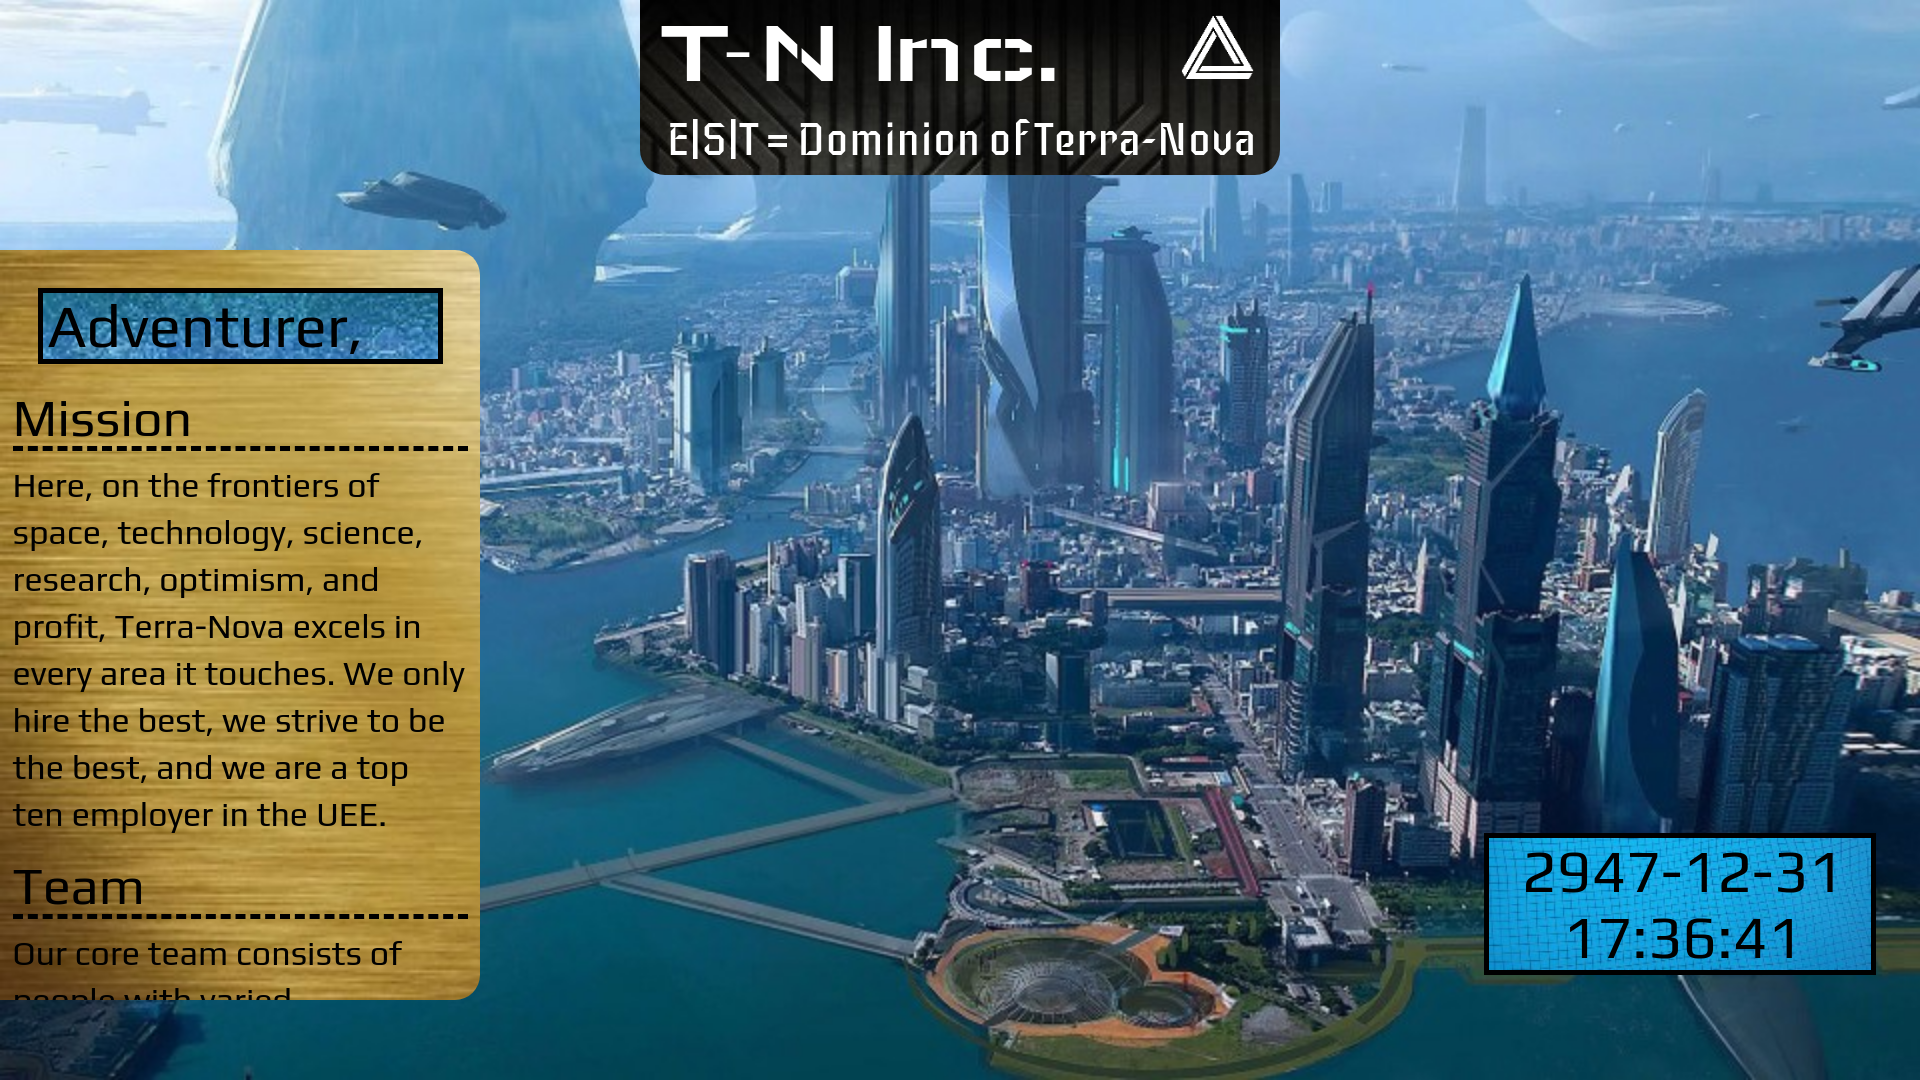 T-N Inc.
E|S|T = Dominion of Terra-Nova
Adventurer,
Mission
Here, on the frontiers of
space, technology, science,
research, optimism, and
profit, Terra-Nova excels in
every area it touches. We only
hire the best, we strive to be
the best, and we are a top
ten employer in the UEE.
Team
Our core team consists of
people with varied
2947-12-31
17:36:41